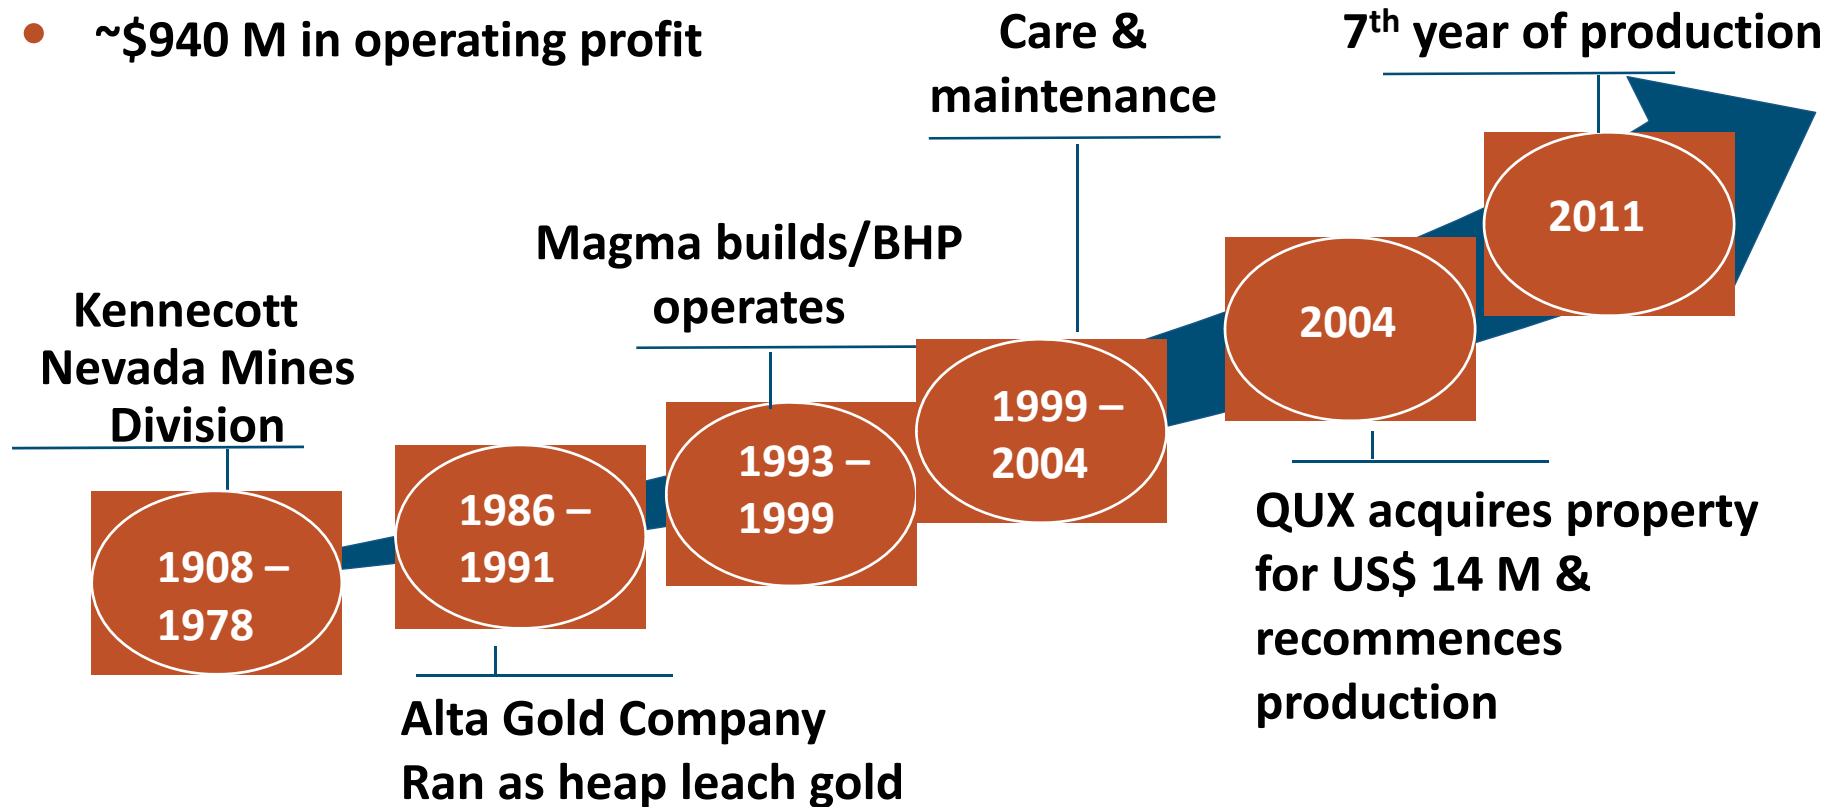 • ~$940 M in operating profit
Care &
maintenance
7th year of production
Magma builds/BHP
operates
Kennecott
Nevada Mines
Division
1908 –
1978
1986 –
1991
1993 –
1999
1999 –
2004
2004
2011
Alta Gold Company
Ran as heap leach gold
QUX acquires property
for US$ 14 M &
recommences
production